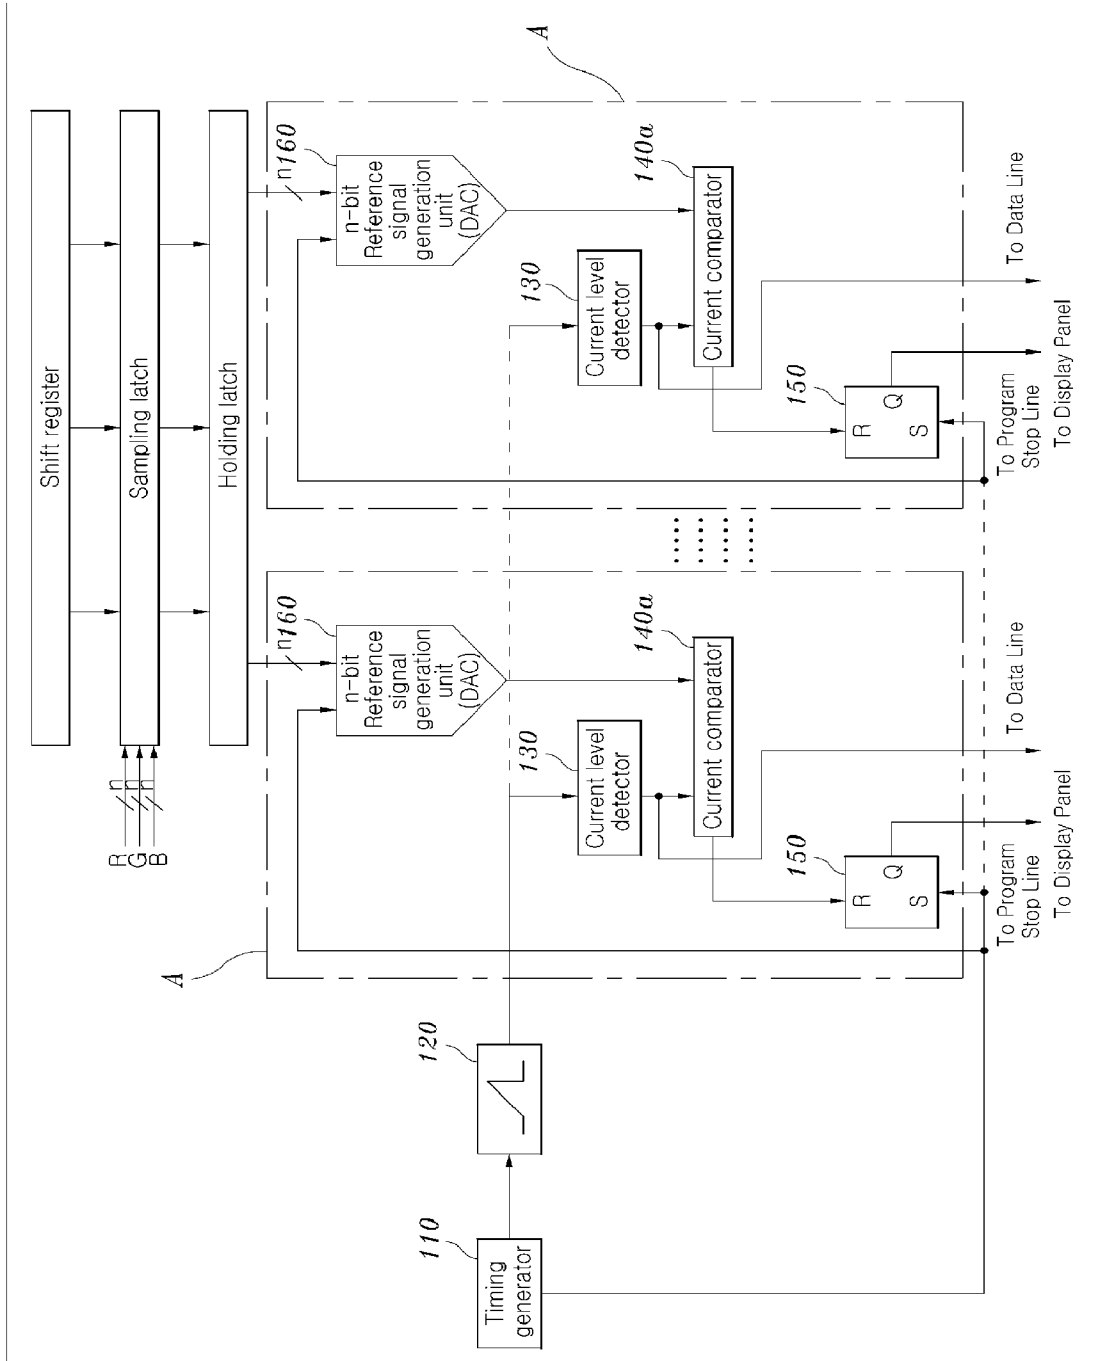 Shift register
Sampling latch
Holding latch
R
G
B
n
n
n
A
n
160
n-bit
Reference
signal
generation
unit
(DAC)
130
Current level
detector
140a
Current comparator
150
R
Q
S
To Data Line
To Program
Stop Line
To Display Panel
A
n
160
n-bit
Reference
signal
generation
unit
(DAC)
130
Current level
detector
140a
Current comparator
150
R
Q
S
To Data Line
To Program
Stop Line
To Display Panel
120
110
Timing
generator